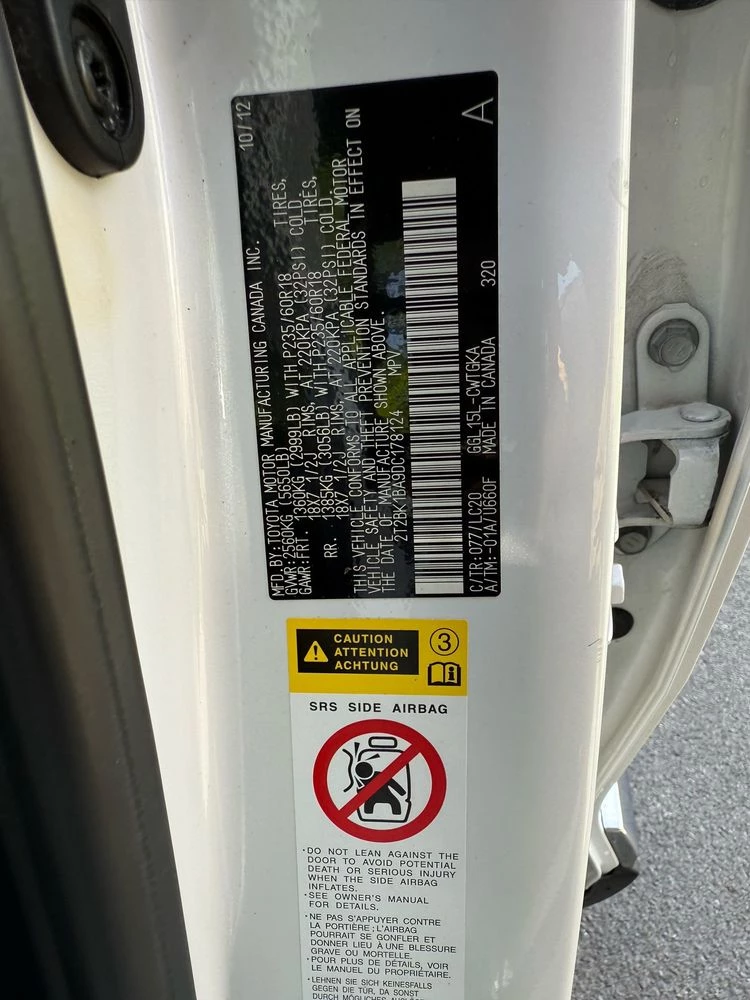 10/12
MFD. BY:TOYOTA MOTOR MANUFACTURING CANADA INC.
GVWR:2560KG (5650LB)
GAWR:FRT. 1360KG (2999LB) WITH P235/60R18 TIRES,
18X7 1/2J RIMS, AT 220KPA (32PSI) COLD
RR. 1385KG (3056LB) WITH P235/60R18 TIRES,
18X7 1/2J RIMS, AT 220KPA (32PSI) COLD.
THIS VEHICLE CONFORMS TO ALL APPLICABLE FEDERAL MOTOR
VEHICLE SAFETY AND THEFT PREVENTION STANDARDS IN EFFECT ON
THE DATE OF MANUFACTURE SHOWN ABOVE.
2T2BK1BA9DC178124 MPV
C/TR:077/LC20 GGL15L-CWTGKA 320
A/TM:-01A/U660F MADE IN CANADA
A
CAUTION
ATTENTION
ACHTUNG
3
SRS SIDE AIRBAG
·DO NOT LEAN AGAINST THE
DOOR TO AVOID POTENTIAL
DEATH OR SERIOUS INJURY
WHEN THE SIDE AIRBAG
INFLATES.
·SEE OWNER'S MANUAL
FOR DETAILS.
·NE PAS S'APPUYER CONTRE
LA PORTIÈRE ; L'AIRBAG
POURRAIT SE GONFLER ET
DONNER LIEU À UNE BLESSURE
GRAVE OU MORTELLE.
·POUR PLUS DE DÉTAILS, VOIR
LE MANUEL DU PROPRIÉTAIRE.
·LEHNEN SIE SICH KEINESFALLS
GEGEN DIE TÜR, DA SONST
DURCH MÖGLICHES